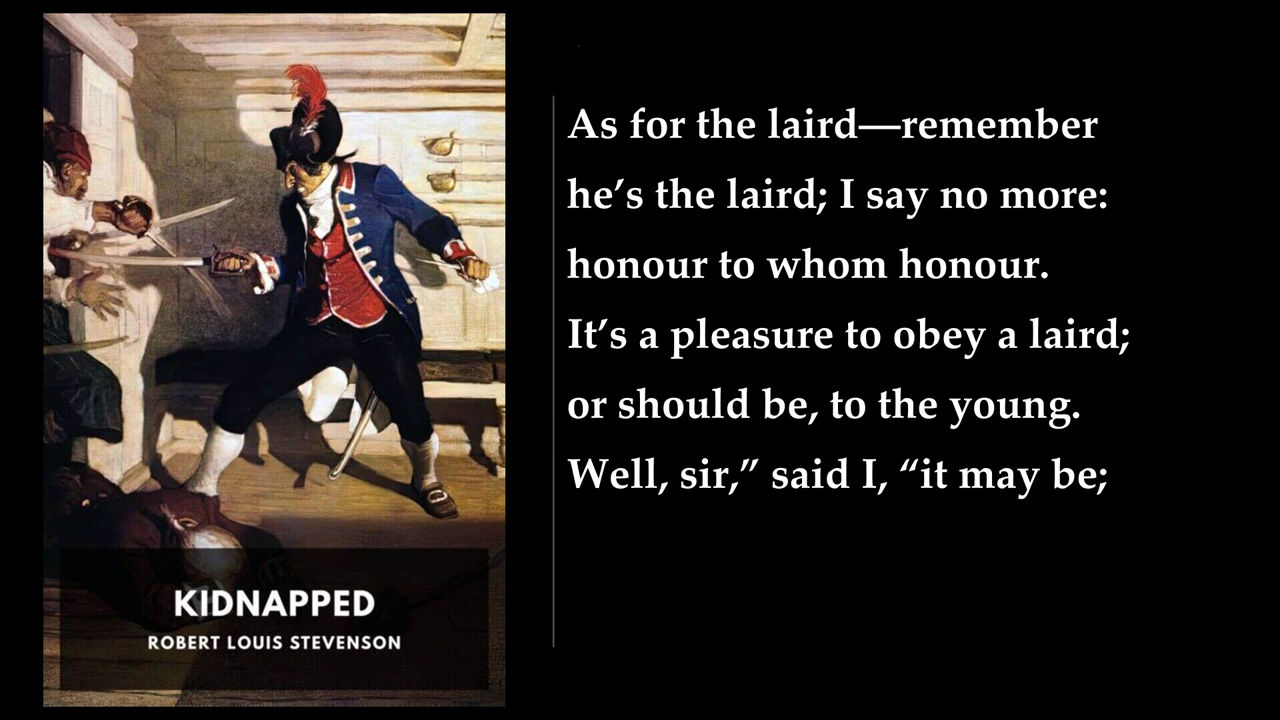 KIDNAPPED
ROBERT LOUIS STEVENSON
As for the laird—remember
he’s the laird; I say no more:
honour to whom honour.
It’s a pleasure to obey a laird;
or should be, to the young.
Well, sir,” said I, “it may be;